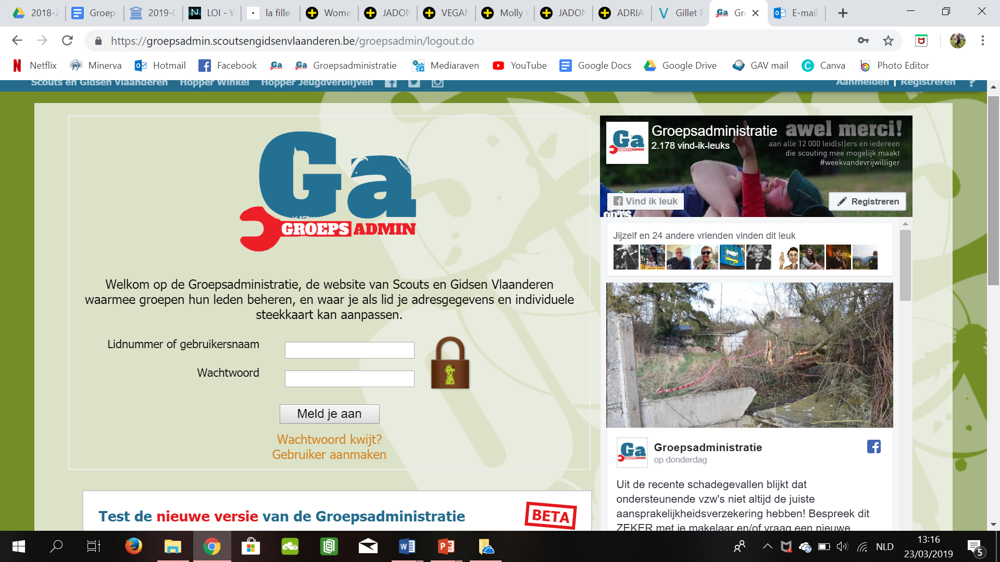 2018-2
Groeps
2019-0
LOI - V
la fille
Wome
JADON
VEGAN
Molly
JADON
ADRIA
Gillet
Gr
E-mail
https://groepsadmin.scoutsengidsenvlaanderen.be/groepsadmin/logout.do
Netflix
Minerva
Hotmail
Facebook
Groepsadministratie
Mediaraven
YouTube
Google Docs
Google Drive
GAV mail
Canva
Photo Editor
Scouts en Gidsen Vlaanderen
Hopper Winkel
Hopper Jeugdverblijven
Aanmelden | Registreren ?
Ga
GROEPSADMIN
Welkom op de Groepsadministratie, de website van Scouts en Gidsen Vlaanderen
waarmee groepen hun leden beheren, en waar je als lid je adresgegevens en individuele
steekkaart kan aanpassen.
Lidnummer of gebruikersnaam
Wachtwoord
Meld je aan
Wachtwoord kwijt?
Gebruiker aanmaken
Test de nieuwe versie van de Groepsadministratie
BETA
Ga
GROEPSADMIN
Groepsadministratie
2.178 vind-ik-leuks
awel merci!
aan alle 12 000 leid(st)ers en iedereen
die scouting mee mogelijk maakt
#weekvandevrijwilliger
Vind ik leuk
Registreren
Jijzelf en 24 andere vrienden vinden dit leuk
Ga
GROEPSADMIN
Groepsadministratie
op donderdag
Uit de recente schadegevallen blijkt dat
ondersteunende vzw's niet altijd de juiste
aansprakelijkheidsverzekering hebben! Bespreek dit
ZEKER met je makelaar en/of vraag een nieuwe
NLD
13:16
23/03/2019
5